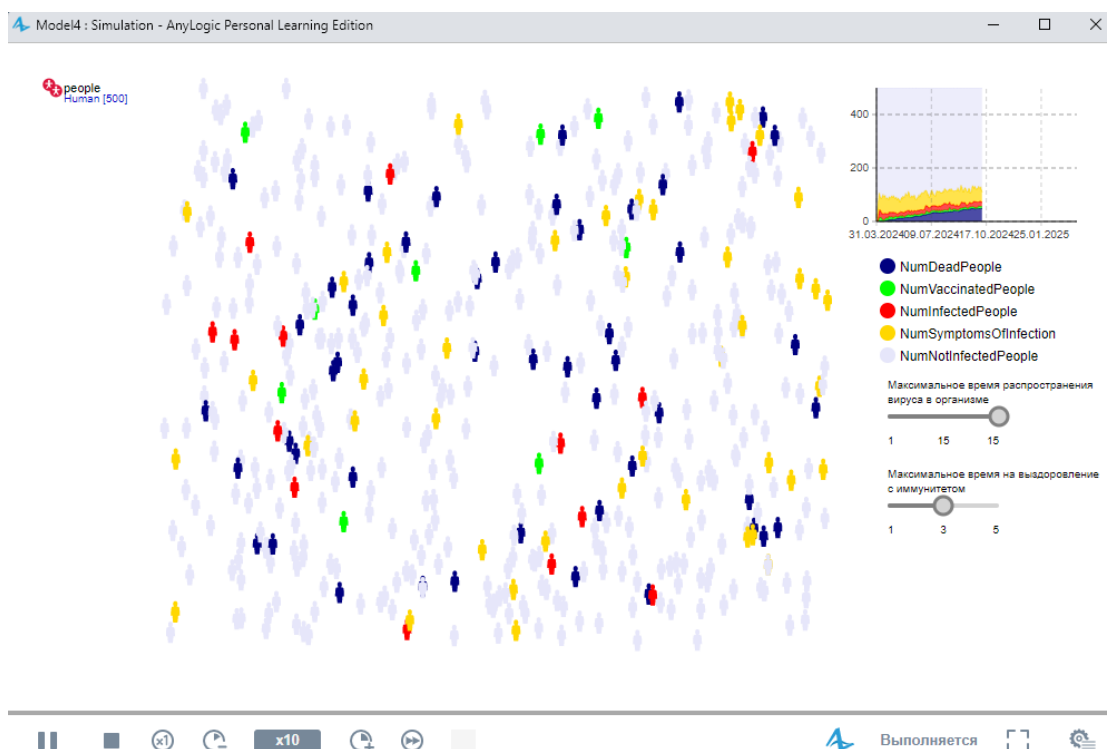 Model4 : Simulation - AnyLogic Personal Learning Edition
people
Human [500]
400
200
0
31.03.202409.07.202417.10.202425.01.2025
NumDeadPeople
NumVaccinatedPeople
NumInfectedPeople
NumSymptomsOfInfection
NumNotInfectedPeople
Максимальное время распространения
вируса в организме
1 15 15
Максимальное время на выздоровление
с иммунитетом
1 3 5
x1 x10 Выполняется